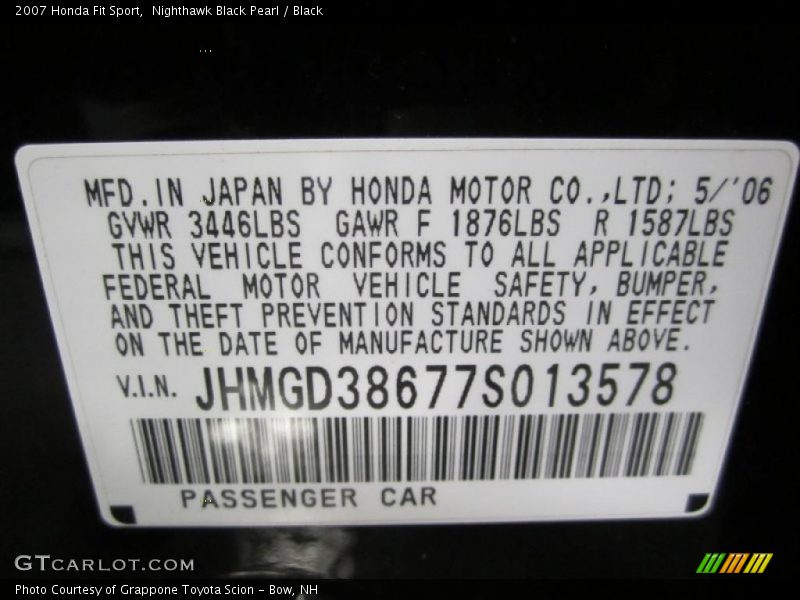 2007 Honda Fit Sport,  Nighthawk Black Pearl / Black
MFD.IN JAPAN BY HONDA MOTOR CO.,LTD; 5/'06
GVWR 3446LBS GAWR F 1876LBS R 1587LBS
THIS VEHICLE CONFORMS TO ALL APPLICABLE
FEDERAL MOTOR VEHICLE SAFETY, BUMPER,
AND THEFT PREVENTION STANDARDS IN EFFECT
ON THE DATE OF MANUFACTURE SHOWN ABOVE.
V.I.N. JHMGD38677S013578
PASSENGER CAR
GTCARLOT.COM
Photo Courtesy of Grappone Toyota Scion - Bow, NH